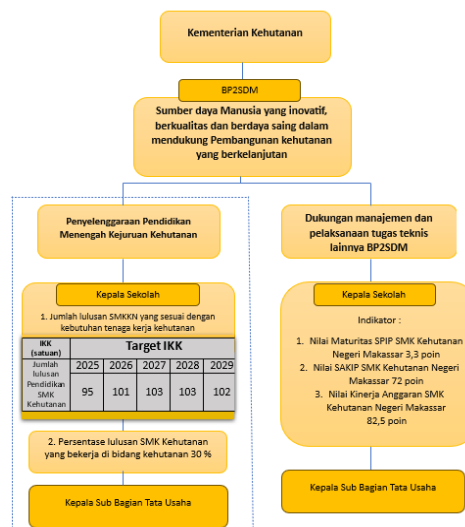 Kementerian Kehutanan
BP2SDM
Sumber daya Manusia yang inovatif,
berkualitas dan berdaya saing dalam
mendukung Pembangunan kehutanan
yang berkelanjutan
Penyelenggaraan Pendidikan
Menengah Kejuruan Kehutanan
Kepala Sekolah
1. Jumlah lulusan SMKKN yang sesuai dengan
kebutuhan tenaga kerja kehutanan
IKK
(satuan)
Target IKK
Jumlah
lulusan
Pendidikan
SMK
Kehutanan
2025 2026 2027 2028 2029
95 101 103 103 102
2. Persentase lulusan SMK Kehutanan
yang bekerja di bidang kehutanan 30 %
Kepala Sub Bagian Tata Usaha
Dukungan manajemen dan
pelaksanaan tugas teknis
lainnya BP2SDM
Kepala Sekolah
Indikator :
1. Nilai Maturitas SPIP SMK Kehutanan
Negeri Makassar 3,3 poin
2. Nilai SAKIP SMK Kehutanan Negeri
Makassar 72 poin
3. Nilai Kinerja Anggaran SMK
Kehutanan Negeri Makassar
82,5 poin
Kepala Sub Bagian Tata Usaha